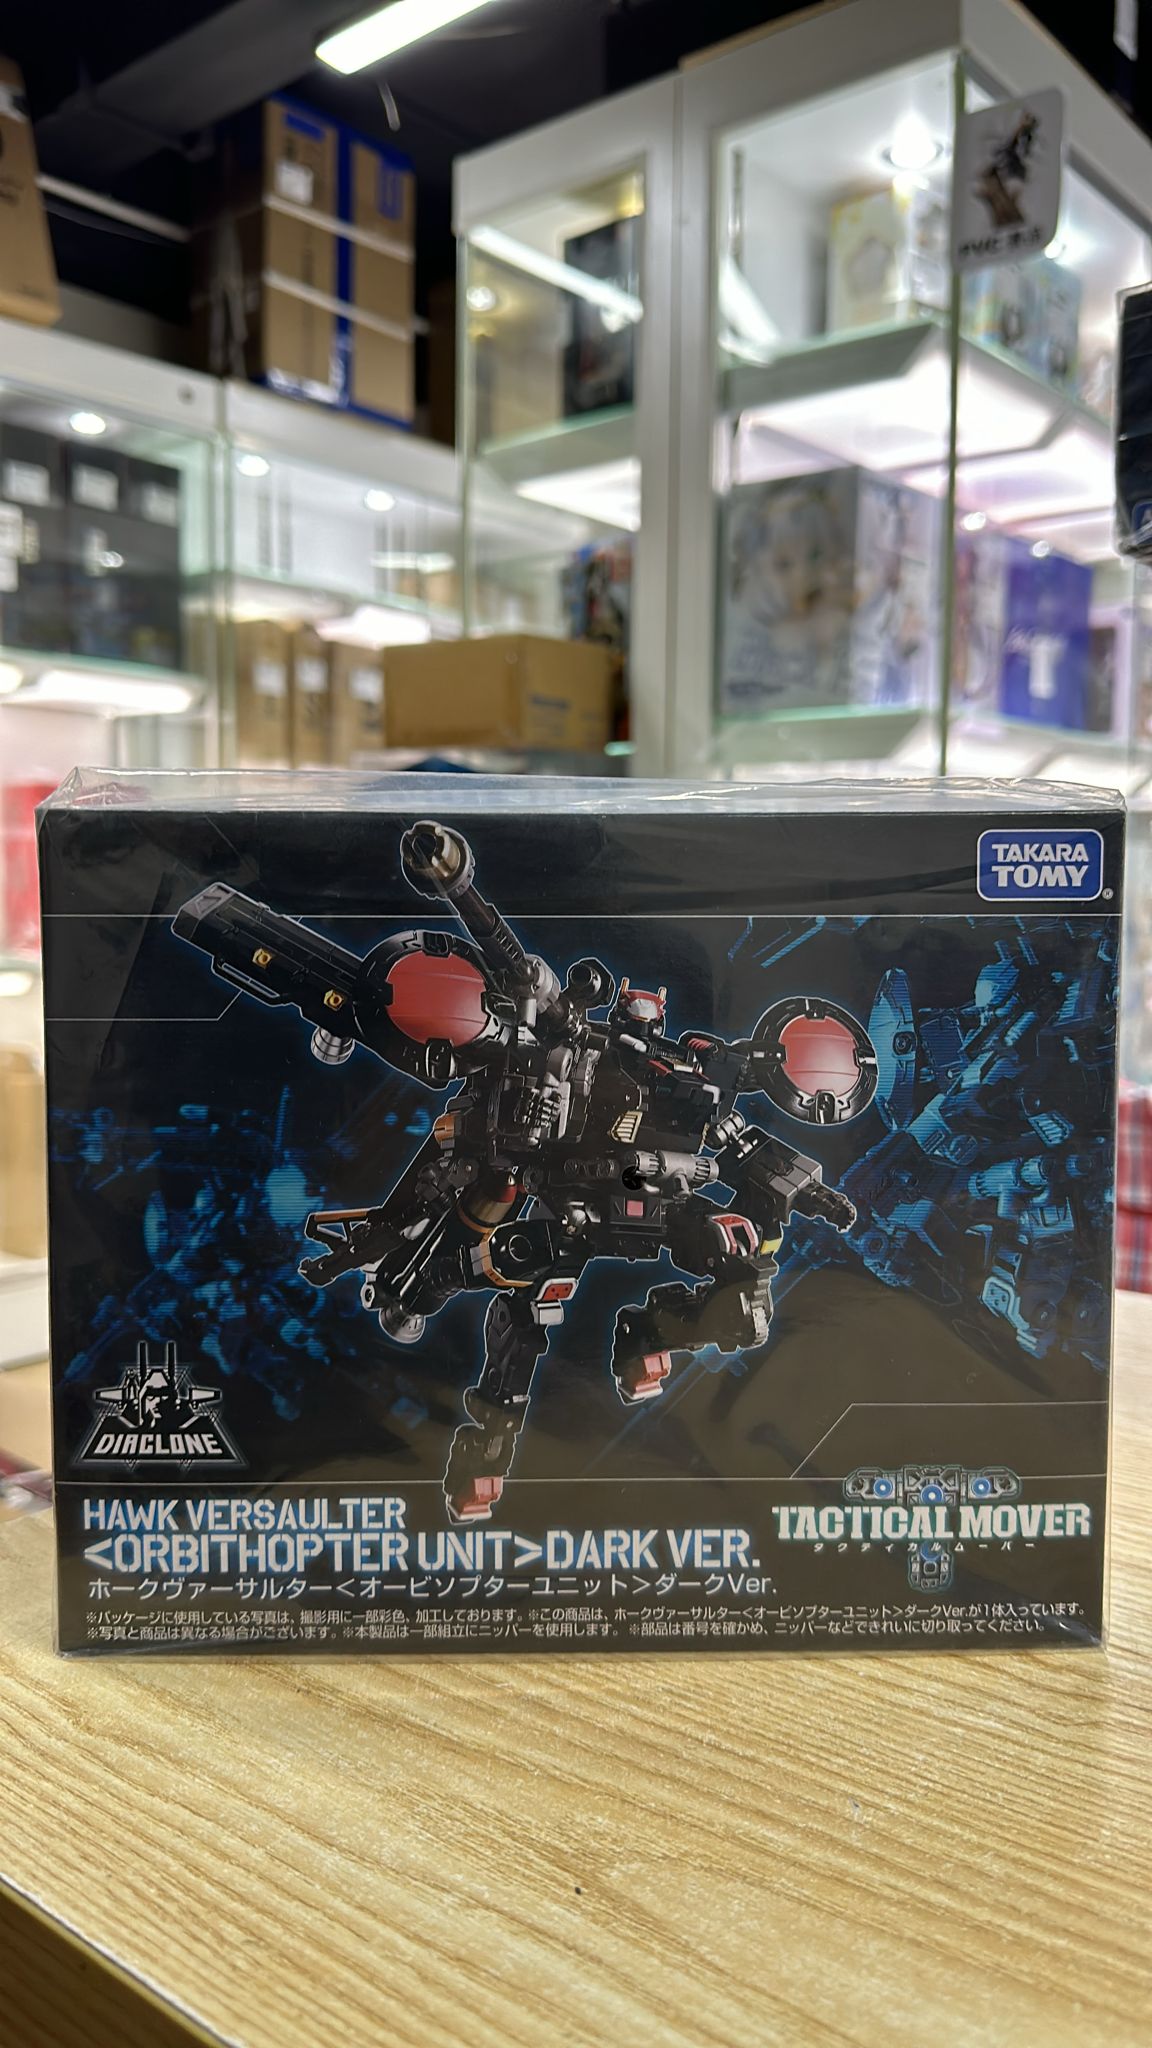 TAKARA
TOMY
DIACLONE
HAWK VERSAULTER
<ORBITHOPTER UNIT>DARK VER.
ホークヴァーサルター<オービソプターユニット>ダークVer.
TACTICAL MOVER
タクティカルムーバー
※パッケージに使用している写真は、撮影用に一部彩色、加工しております。※この商品は、ホークヴァーサルター<オービソプターユニット>ダークVer.が1体入っています。
※写真と商品は異なる場合がございます。※本製品は一部組立にニッパーを使用します。※部品は番号を確かめ、ニッパーなどできれいに切り取ってください。